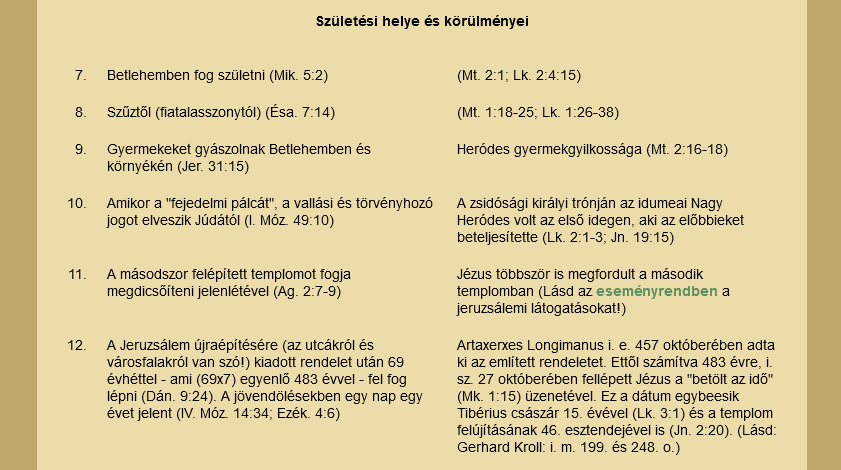 Születési helye és körülményei
7. Betlehemben fog születni (Mik. 5:2) (Mt. 2:1; Lk. 2:4:15)
8. Szűztől (fiatalasszonytól) (Ésa. 7:14) (Mt. 1:18-25; Lk. 1:26-38)
9. Gyermekeket gyászolnak Betlehemben és
környékén (Jer. 31:15)
Heródes gyermekgyilkossága (Mt. 2:16-18)
10. Amikor a "fejedelmi pálcát", a vallási és törvényhozó
jogot elveszik Júdától (I. Móz. 49:10)
A zsidósági királyi trónján az idumeai Nagy
Heródes volt az első idegen, aki az előbbieket
beteljesítette (Lk. 2:1-3; Jn. 19:15)
11. A másodszor felépített templomot fogja
megdicsőíteni jelenlétével (Ag. 2:7-9)
Jézus többször is megfordult a második
templomban (Lásd az eseményrendben a
jeruzsálemi látogatásokat!)
12. A Jeruzsálem újraépítésére (az utcákról és
városfalakról van szó!) kiadott rendelet után 69
évhéttel - ami (69x7) egyenlő 483 évvel - fel fog
lépni (Dán. 9:24). A jövendölésekben egy nap egy
évet jelent (IV. Móz. 14:34; Ezék. 4:6)
Artaxerxes Longimanus i. e. 457 októberében adta
ki az említett rendeletet. Ettől számítva 483 évre, i.
sz. 27 októberében fellépett Jézus a "betölt az idő"
(Mk. 1:15) üzenetével. Ez a dátum egybeesik
Tibérius császár 15. évével (Lk. 3:1) és a templom
felújításának 46. esztendejével is (Jn. 2:20). (Lásd:
Gerhard Kroll: i. m. 199. és 248. o.)